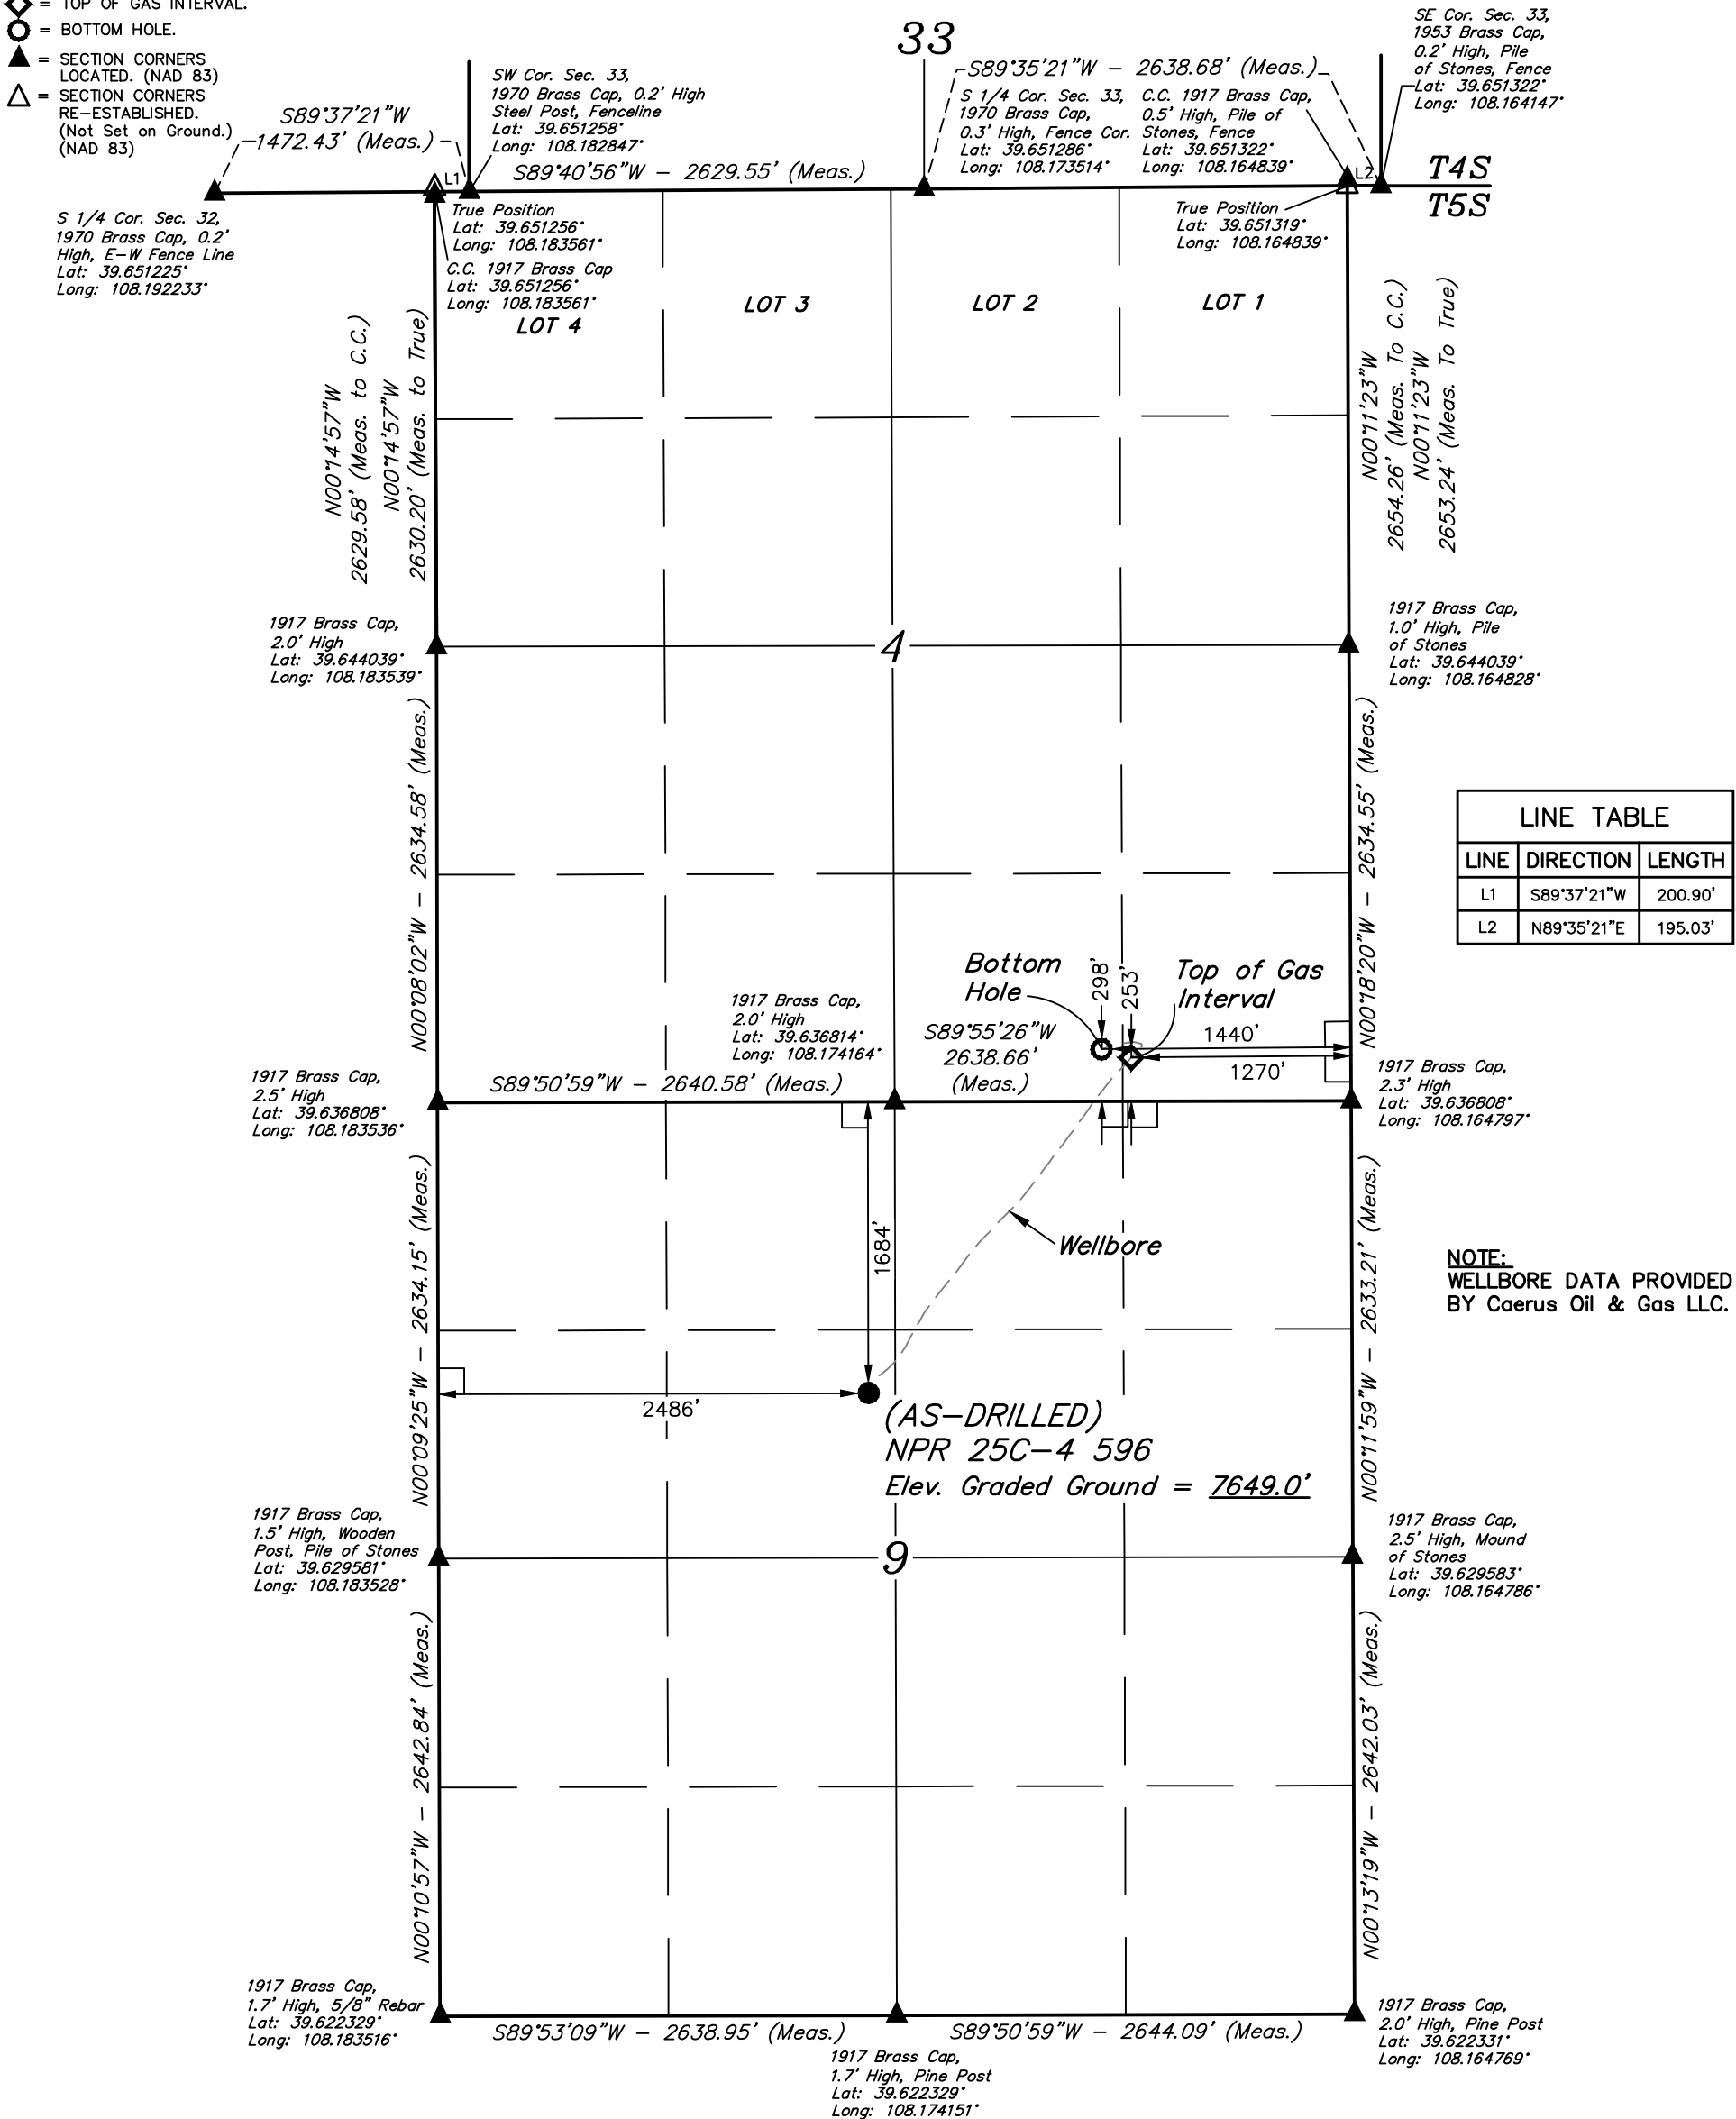 = TOP OF GAS INTERVAL.
= BOTTOM HOLE.
= SECTION CORNERS
LOCATED. (NAD 83)
= SECTION CORNERS
RE-ESTABLISHED.
(Not Set on Ground.)
(NAD 83)
S89°37'21"W
1472.43' (Meas.)
SW Cor. Sec. 33,
1970 Brass Cap, 0.2' High
Steel Post, Fenceline
Lat: 39.651258°
Long: 108.182847°
33
S89°35'21"W - 2638.68' (Meas.)
S 1/4 Cor. Sec. 33,
1970 Brass Cap,
0.3' High, Fence Cor.
Lat: 39.651286°
Long: 108.173514°
C.C. 1917 Brass Cap,
0.5' High, Pile of
Stones, Fence
Lat: 39.651322°
Long: 108.164839°
SE Cor. Sec. 33,
1953 Brass Cap,
0.2' High, Pile
of Stones, Fence
Lat: 39.651322°
Long: 108.164147°
S89°40'56"W - 2629.55' (Meas.)
L1
L2
T4S
T5S
S 1/4 Cor. Sec. 32,
1970 Brass Cap, 0.2'
High, E-W Fence Line
Lat: 39.651225°
Long: 108.192233°
True Position
Lat: 39.651256°
Long: 108.183561°
C.C. 1917 Brass Cap
Lat: 39.651256°
Long: 108.183561°
True Position
Lat: 39.651319°
Long: 108.164839°
LOT 4
LOT 3
LOT 2
LOT 1
N00°14'57"W
2629.58' (Meas. to C.C.)
N00°14'57"W
2630.20' (Meas. to True)
N00°11'23"W
2654.26' (Meas. To C.C.)
N00°11'23"W
2653.24' (Meas. To True)
1917 Brass Cap,
2.0' High
Lat: 39.644039°
Long: 108.183539°
4
1917 Brass Cap,
1.0' High, Pile
of Stones
Lat: 39.644039°
Long: 108.164828°
N00°08'02"W - 2634.58' (Meas.)
N00°18'20"W - 2634.55' (Meas.)
LINE TABLE
LINE DIRECTION LENGTH
L1 S89°37'21"W 200.90'
L2 N89°35'21"E 195.03'
Bottom
Hole
298'
253'
Top of Gas
Interval
1440'
1270'
1917 Brass Cap,
2.0' High
Lat: 39.636814°
Long: 108.174164°
S89°55'26"W
2638.66'
(Meas.)
1917 Brass Cap,
2.5' High
Lat: 39.636808°
Long: 108.183536°
S89°50'59"W - 2640.58' (Meas.)
1917 Brass Cap,
2.3' High
Lat: 39.636808°
Long: 108.164797°
N00°09'25"W - 2634.15' (Meas.)
1684'
Wellbore
N00°11'59"W - 2633.21' (Meas.)
NOTE:
WELLBORE DATA PROVIDED
BY Caerus Oil & Gas LLC.
2486'
(AS-DRILLED)
NPR 25C-4 596
Elev. Graded Ground = 7649.0'
1917 Brass Cap,
1.5' High, Wooden
Post, Pile of Stones
Lat: 39.629581°
Long: 108.183528°
9
1917 Brass Cap,
2.5' High, Mound
of Stones
Lat: 39.629583°
Long: 108.164786°
N00°10'57"W - 2642.84' (Meas.)
N00°13'19"W - 2642.03' (Meas.)
1917 Brass Cap,
1.7' High, 5/8" Rebar
Lat: 39.622329°
Long: 108.183516°
S89°53'09"W - 2638.95' (Meas.)
S89°50'59"W - 2644.09' (Meas.)
1917 Brass Cap,
2.0' High, Pine Post
Lat: 39.622331°
Long: 108.164769°
1917 Brass Cap,
1.7' High, Pine Post
Lat: 39.622329°
Long: 108.174151°